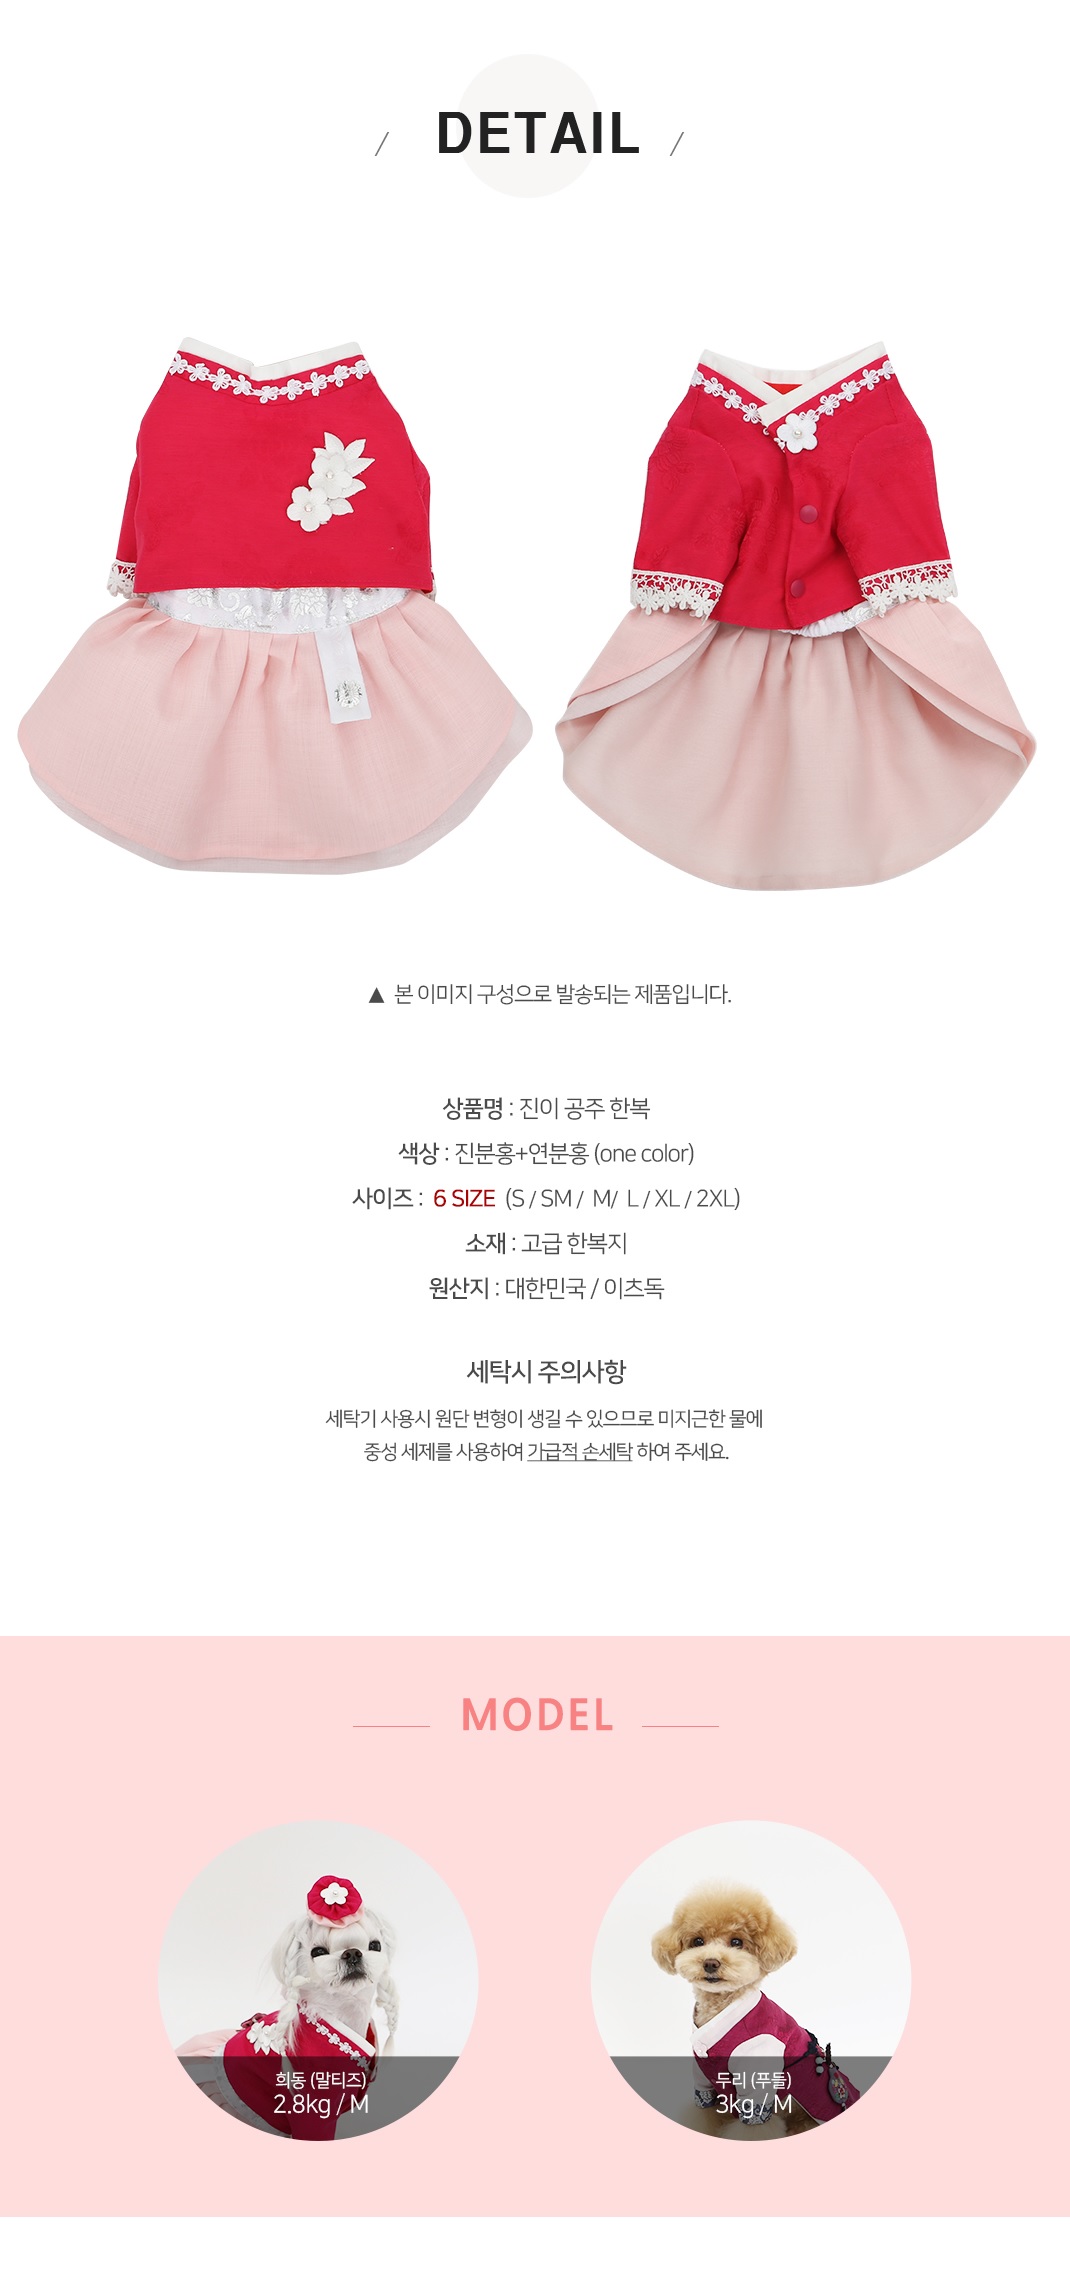 / DETAIL /
▲ 본 이미지 구성으로 발송되는 제품입니다.
상품명 : 진이 공주 한복
색상 : 진분홍+연분홍 (one color)
사이즈 : 6 SIZE (S / SM / M/ L / XL / 2XL)
소재 : 고급 한복지
원산지 : 대한민국 / 이츠독
세탁시 주의사항
세탁기 사용시 원단 변형이 생길 수 있으므로 미지근한 물에
중성 세제를 사용하여 가급적 손세탁 하여 주세요.
MODEL
희동 (말티즈)
2.8kg / M
두리 (푸들)
3kg / M